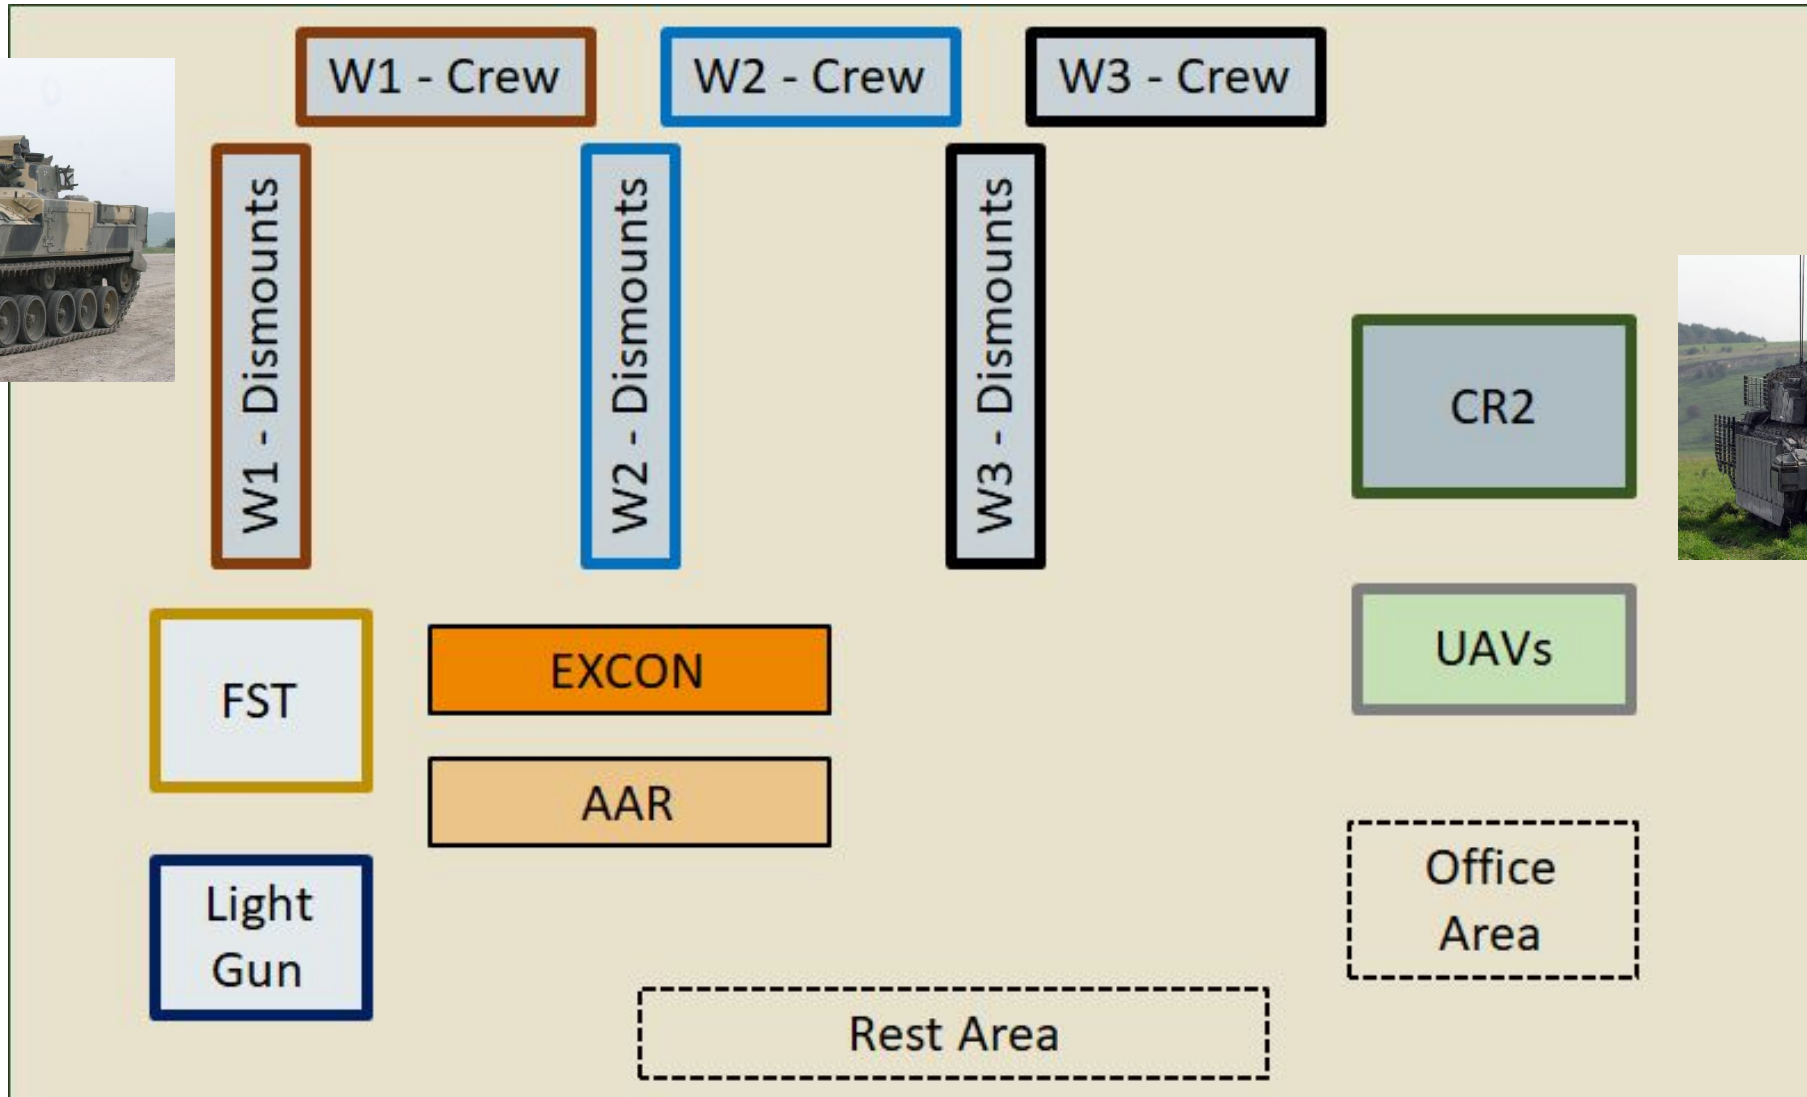 W1 - Crew
W2 - Crew
W3 - Crew
W1 - Dismounts
W2 - Dismounts
W3 - Dismounts
CR2
FST
EXCON
UAVs
AAR
Light
Gun
Office
Area
Rest Area